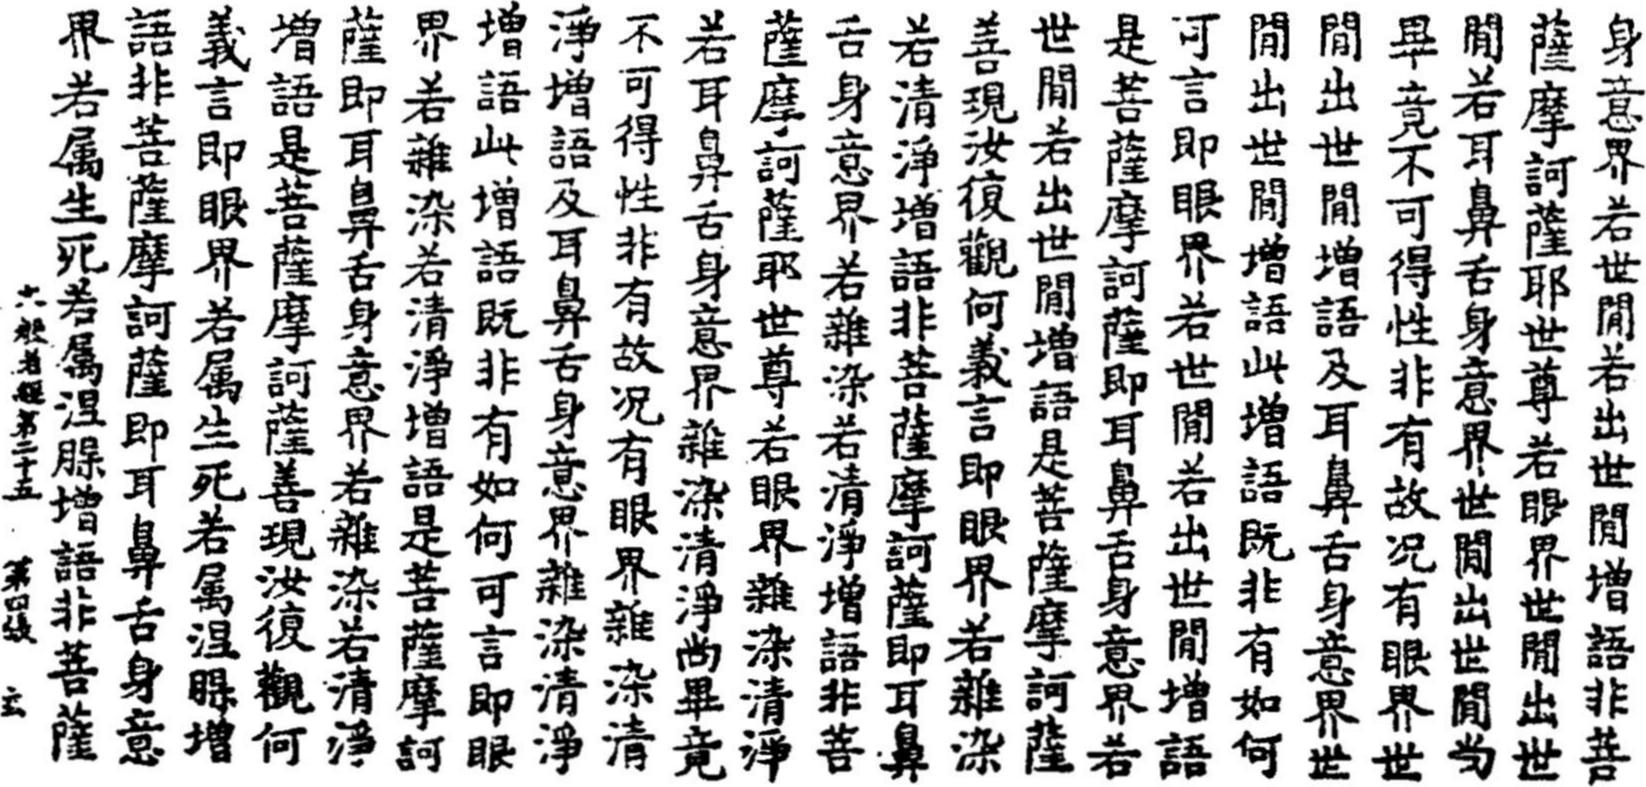 身意界若世間若出世間增語非菩
薩摩訶薩耶世尊若眼界世間出世
間若耳鼻舌身意界世間出世間尚
畢竟不可得性非有故况有眼界世
間出世間增語及耳鼻舌身意界世
間出世間增語此增語既非有如何
可言即眼界若世間若出世間增語
是菩薩摩訶薩即耳鼻舌身意界若
世間若出世間增語是菩薩摩訶薩
善現汝復觀何義言即眼界若雜染
若清淨增語非菩薩摩訶薩即耳鼻
舌身意界若雜染若清淨增語非菩
薩摩訶薩耶世尊若眼界雜染清淨
若耳鼻舌身意界雜染清淨尚畢竟
不可得性非有故况有眼界雜染清
淨增語及耳鼻舌身意界雜染清淨
增語此增語既非有如何可言即眼
界若雜染若清淨增語是菩薩摩訶
薩即耳鼻舌身意界若雜染若清淨
增語是菩薩摩訶薩善現汝復觀何
義言即眼界若属生死若属涅槃增
語非菩薩摩訶薩即耳鼻舌身意
界若属生死若属涅槃增語非菩薩
大般若經第二十五 第四張 玄